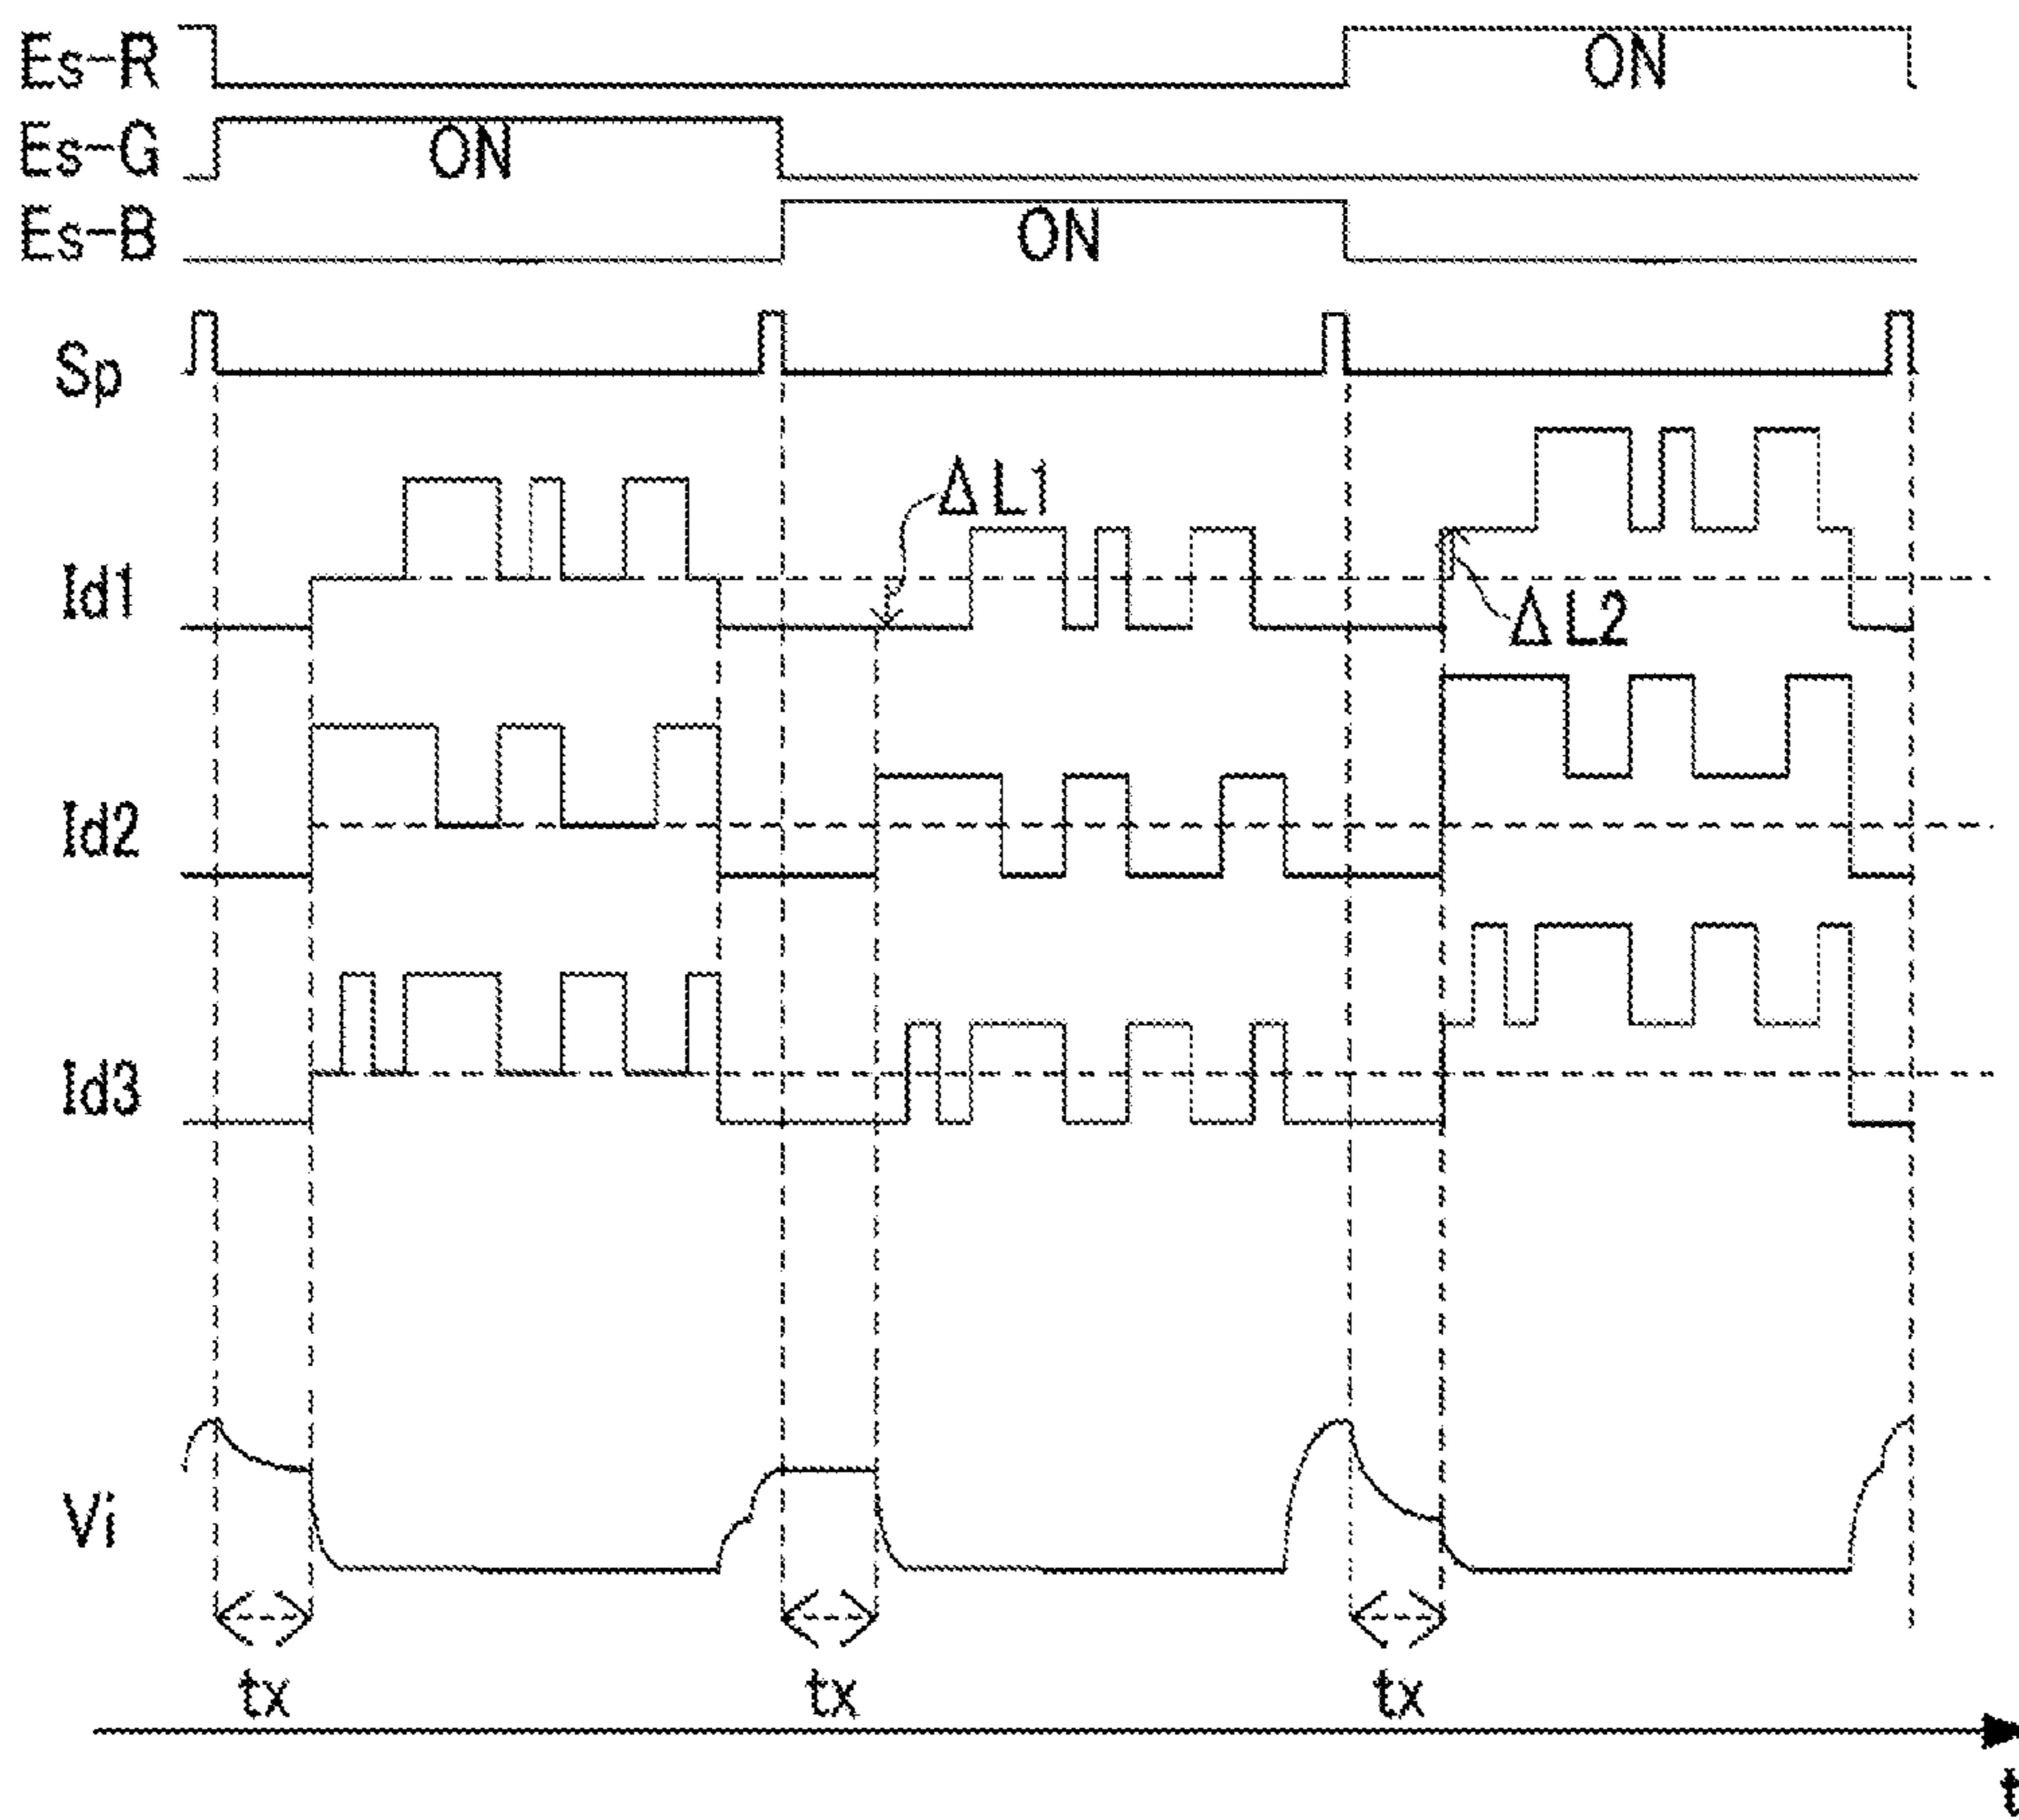 Es-R
ON
Es-G
ON
Es-B
ON
Sp
ΔL1
Id1
ΔL2
Id2
Id3
Vi
tx
tx
tx
t